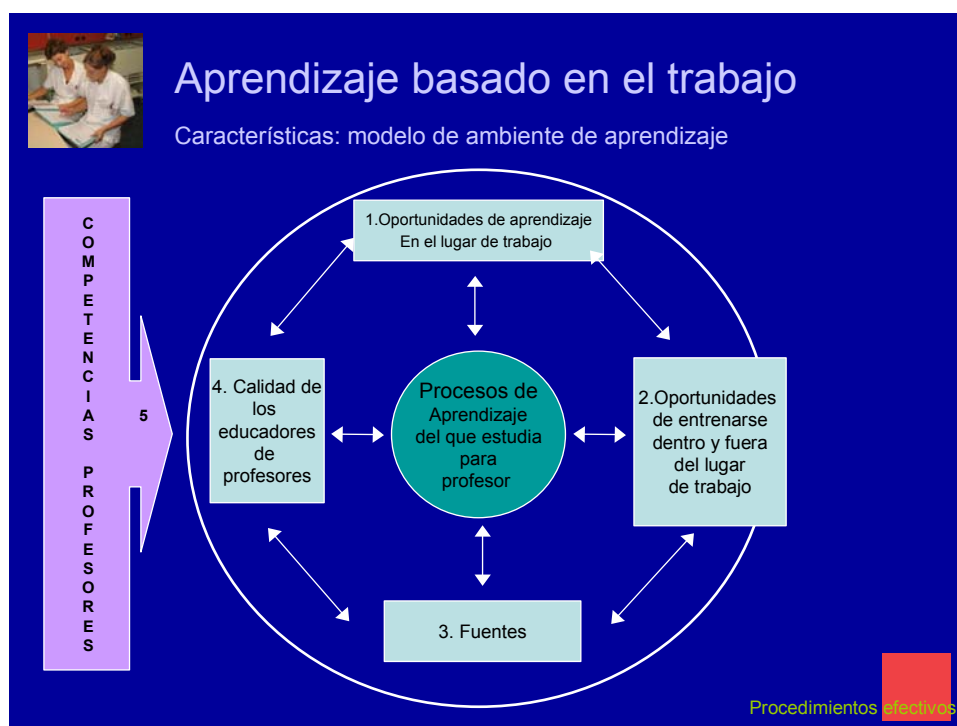 Aprendizaje basado en el trabajo
Características: modelo de ambiente de aprendizaje
COMPETENCIAS PROFESORES
5
1.Oportunidades de aprendizaje
En el lugar de trabajo
4. Calidad de
los
educadores
de
profesores
Procesos de
Aprendizaje
del que estudia
para
profesor
2.Oportunidades
de entrenarse
dentro y fuera
del lugar
de trabajo
3. Fuentes
Procedimientos efectivos